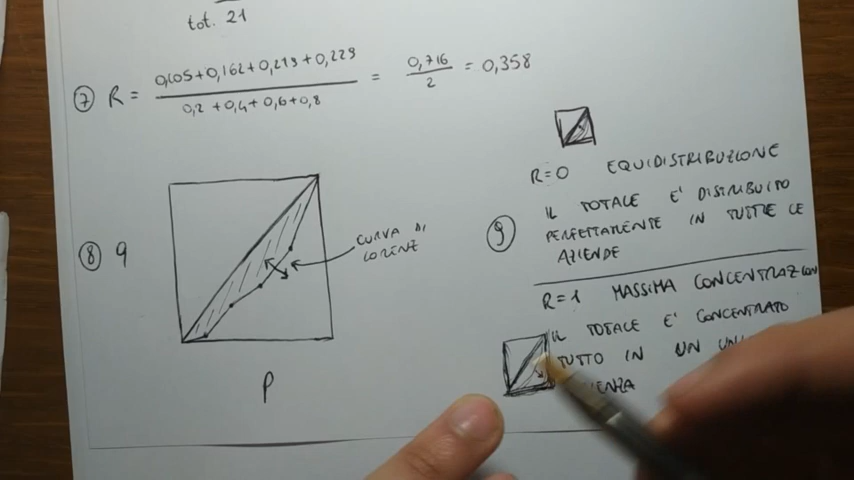 tot. 21
⑦ R = 0,105+0,162+0,219+0,229 / 0,2+0,4+0,6+0,8 = 0,716 / 2 = 0,358
⑧ q
CURVA DI
LORENZ
P
R=0 EQUIDISTRIBUZIONE
⑨ IL TOTALE E' DISTRIBUITO
PERFETTAMENTE IN TUTTE LE
AZIENDE
R=1 MASSIMA CONCENTRAZION
IL TOTALE E' CONCENTRATO
TUTTO IN UN